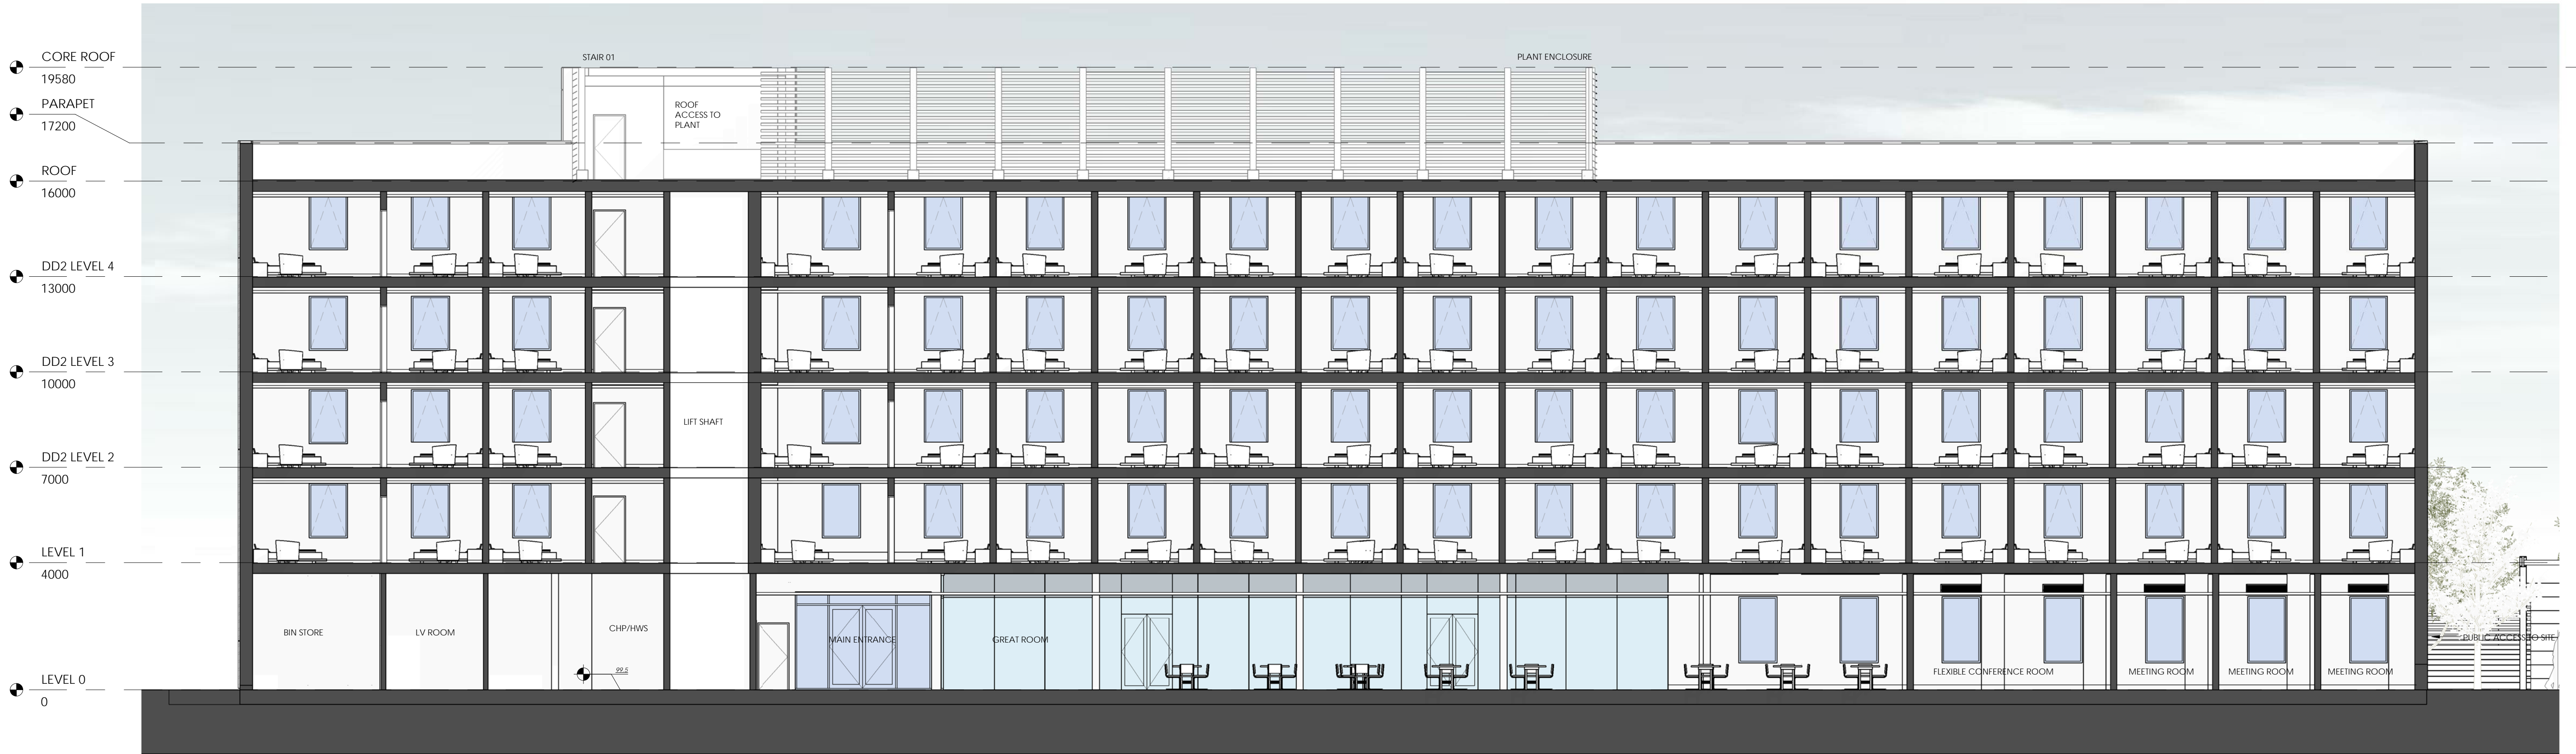 CORE ROOF
19580
PARAPET
17200
ROOF
16000
DD2 LEVEL 4
13000
DD2 LEVEL 3
10000
DD2 LEVEL 2
7000
LEVEL 1
4000
LEVEL 0
0
STAIR 01
PLANT ENCLOSURE
ROOF
ACCESS TO
PLANT
LIFT SHAFT
BIN STORE
LV ROOM
CHP/HWS
99.5
MAIN ENTRANCE
GREAT ROOM
FLEXIBLE CONFERENCE ROOM
MEETING ROOM
MEETING ROOM
MEETING ROOM
PUBLIC ACCESS TO SITE